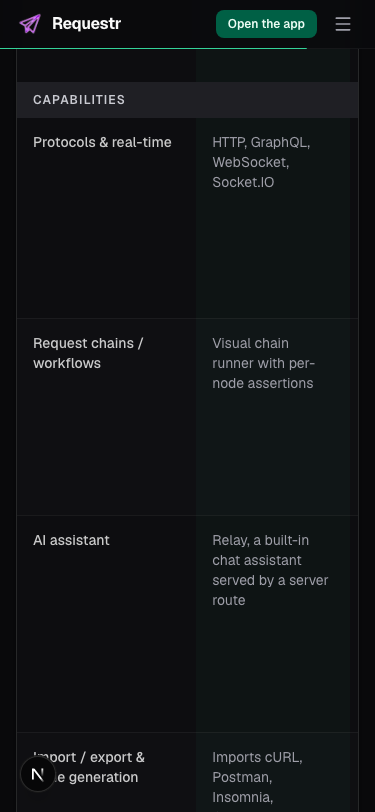 Requestr
Open the app
CAPABILITIES
Protocols & real-time
HTTP, GraphQL,
WebSocket,
Socket.IO
Request chains /
workflows
Visual chain
runner with per-
node assertions
AI assistant
Relay, a built-in
chat assistant
served by a server
route
Import / export &
generation
Imports cURL,
Postman,
Insomnia,
N